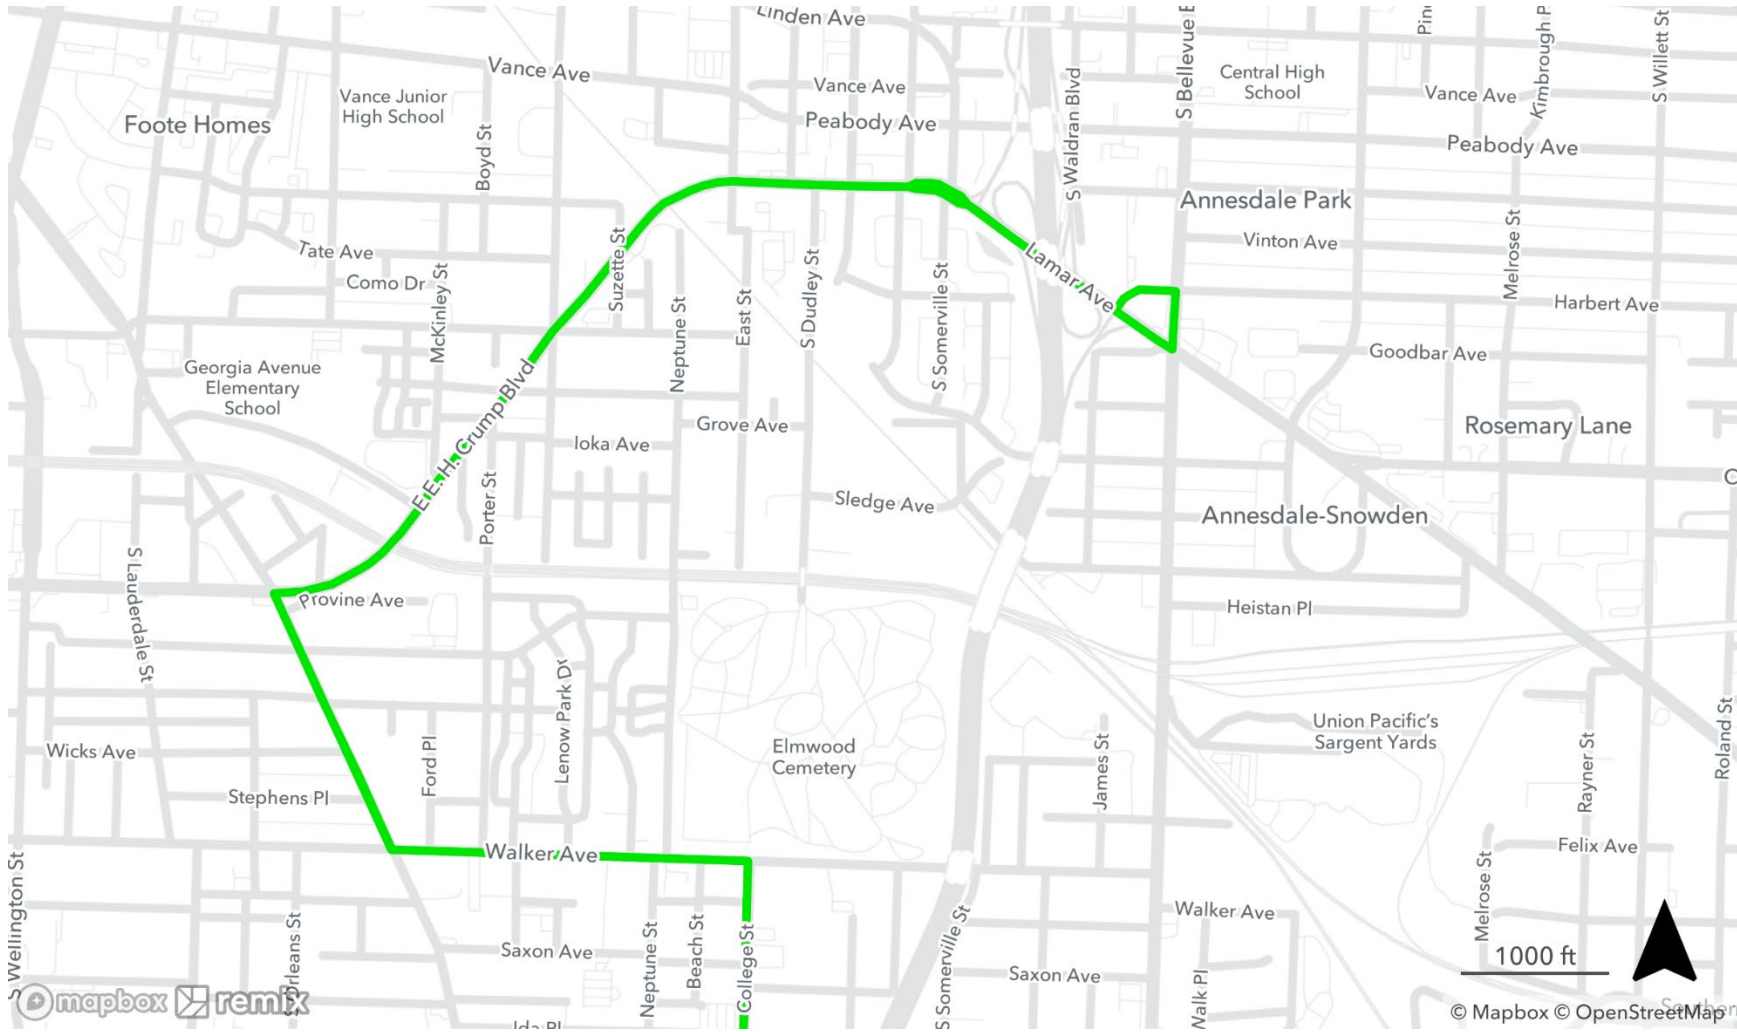 Linden Ave
Vance Ave
Vance Junior
High School
Foote Homes
Boyd St
Vance Ave
Peabody Ave
S Waldran Blvd
Central High
School
Vance Ave
S Willett St
Peabody Ave
Annesdale Park
Vinton Ave
Melrose St
Harbert Ave
Tate Ave
Como Dr
McKinley St
Suzette St
Neptune St
East St
S Dudley St
S Somerville St
Lamar Ave
Goodbar Ave
Georgia Avenue
Elementary
School
E.H. Crump Blvd
Ioka Ave
Grove Ave
Rosemary Lane
Porter St
Sledge Ave
Annesdale-Snowden
S Lauderdale St
Provine Ave
Heistan Pl
Lenow Park Dr
Ford Pl
Wicks Ave
Stephens Pl
Elmwood
Cemetery
James St
Union Pacific's
Sargent Yards
Rayner St
Roland St
Walker Ave
Felix Ave
Melrose St
S Wellington St
Walker Ave
Saxon Ave
Neptune St
Beach St
College St
S Somerville St
Saxon Ave
Walk Pl
1000 ft
mapbox remix
Ida Pl
© Mapbox © OpenStreetMap